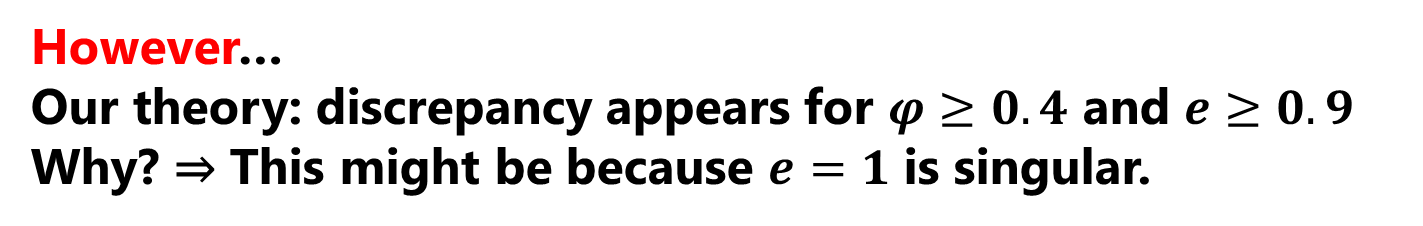 However...
Our theory: discrepancy appears for φ ≥ 0.4 and e ≥ 0.9
Why? ⇒ This might be because e = 1 is singular.